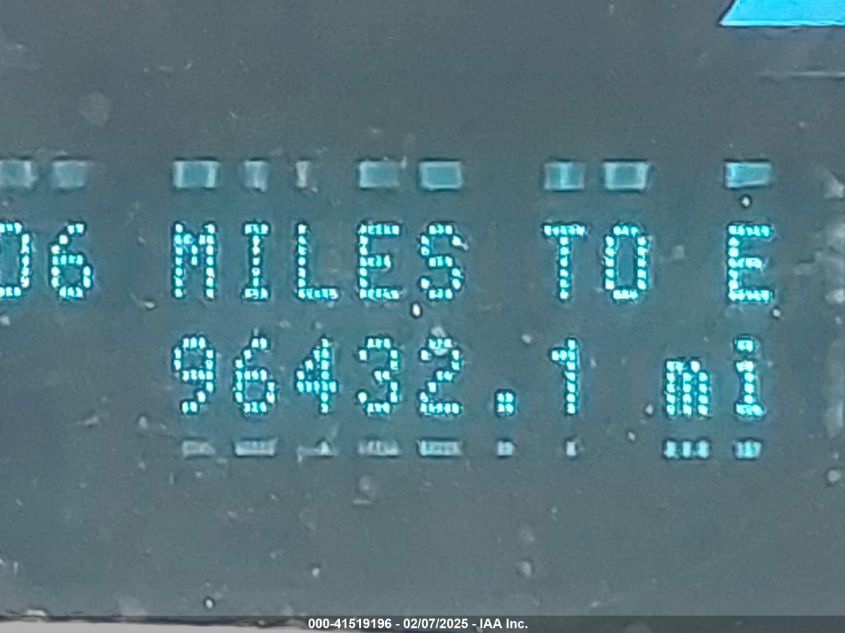 06 MILES TO E
96432.1 mi
000-41519196 - 02/07/2025 - IAA Inc.